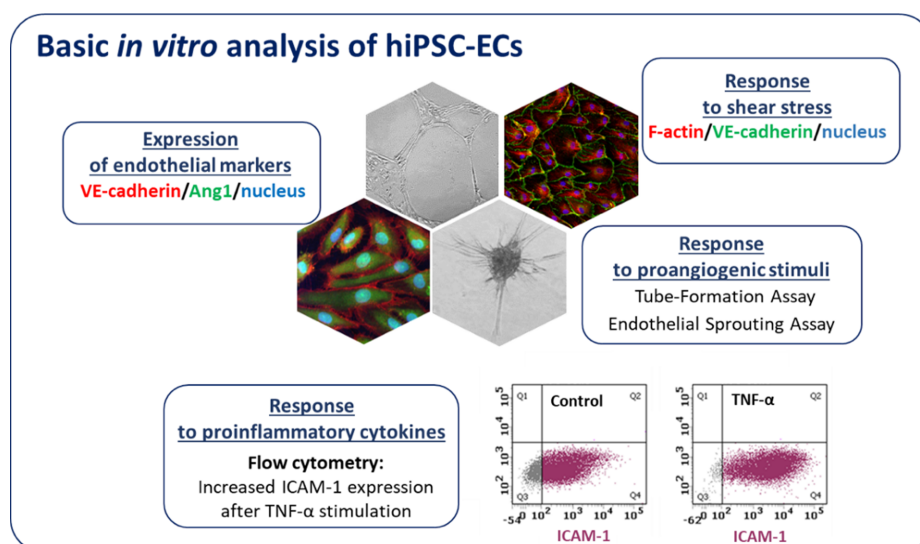 Basic in vitro analysis of hiPSC-ECs
Expression
of endothelial markers
VE-cadherin/Ang1/nucleus
Response
to shear stress
F-actin/VE-cadherin/nucleus
Response
to proangiogenic stimuli
Tube-Formation Assay
Endothelial Sprouting Assay
Response
to proinflammatory cytokines
Flow cytometry:
Increased ICAM-1 expression
after TNF-α stimulation
Q1 Control Q2
10⁵
10⁴
10³
10²
Q3 Q4
-54 0 10² 10³ 10⁴ 10⁵
ICAM-1
Q1 TNF-α Q2
10⁵
10⁴
10³
10²
Q3 Q4
-62 0 10² 10³ 10⁴ 10⁵
ICAM-1